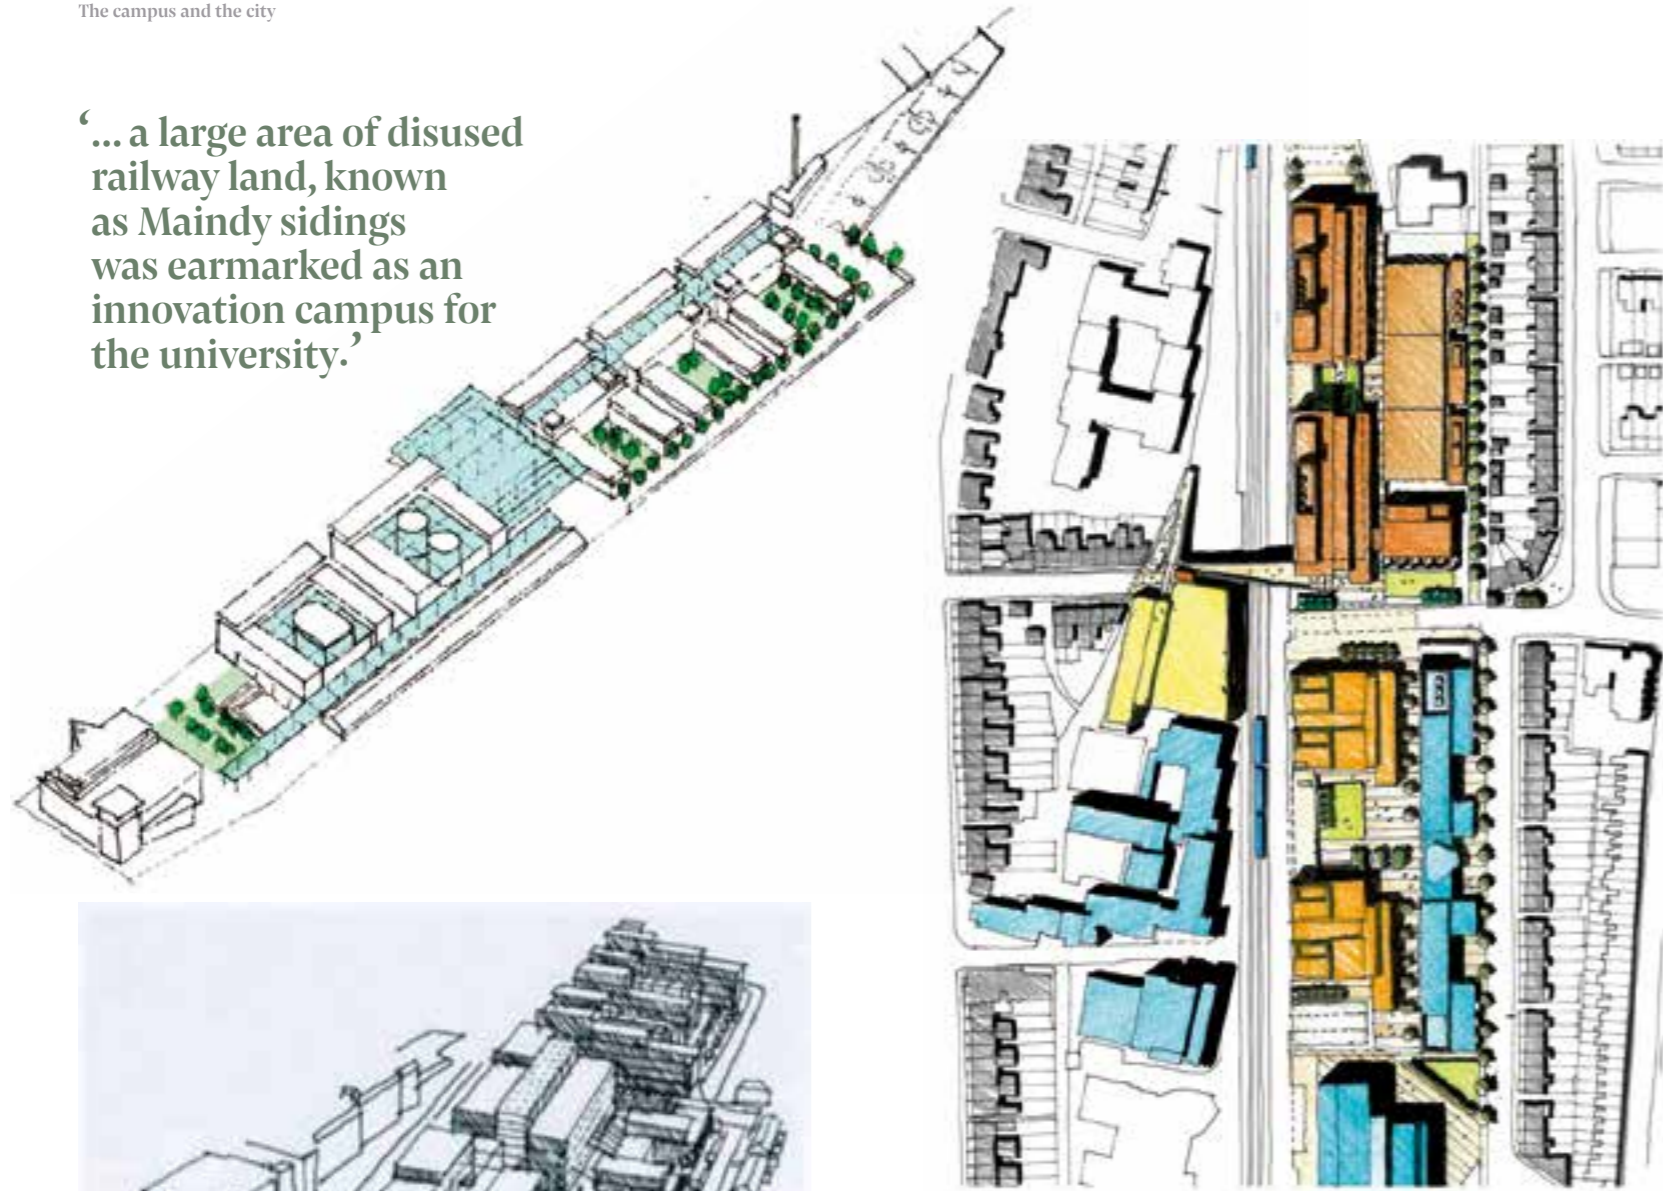 The campus and the city
‘... a large area of disused
railway land, known
as Maindy sidings
was earmarked as an
innovation campus for
the university.’